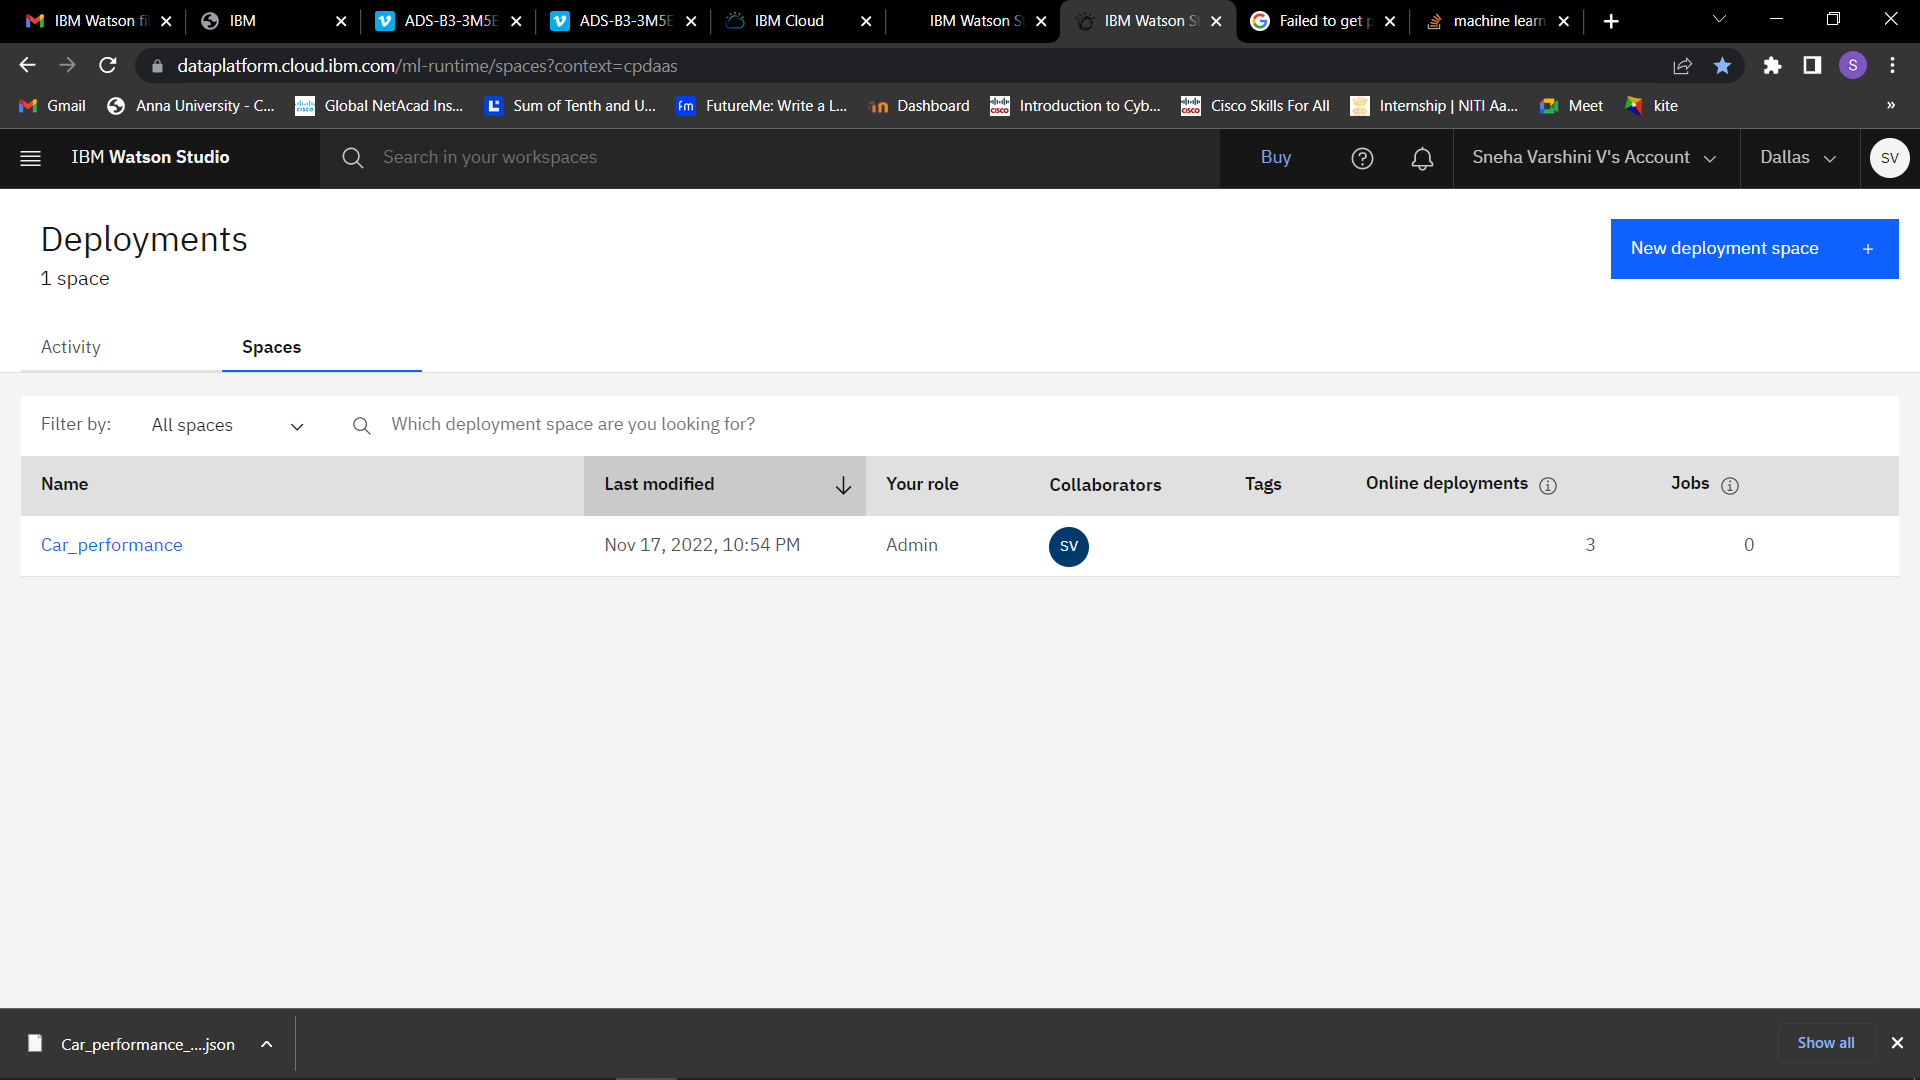 IBM Watson fi
IBM
ADS-B3-3M5E
ADS-B3-3M5E
IBM Cloud
IBM Watson S
IBM Watson S
Failed to get p
machine learn
dataplatform.cloud.ibm.com/ml-runtime/spaces?context=cpdaas
S
Gmail
Anna University - C...
Global NetAcad Ins...
Sum of Tenth and U...
fm
FutureMe: Write a L...
Dashboard
Introduction to Cyb...
Cisco Skills For All
Internship | NITI Aa...
Meet
kite
»
IBM Watson Studio
Search in your workspaces
Buy
Sneha Varshini V's Account
Dallas
SV
Deployments
1 space
New deployment space +
Activity
Spaces
Filter by:
All spaces
Which deployment space are you looking for?
Name
Last modified
Your role
Collaborators
Tags
Online deployments
Jobs
Car_performance
Nov 17, 2022, 10:54 PM
Admin
SV
3
0
Car_performance_....json
Show all